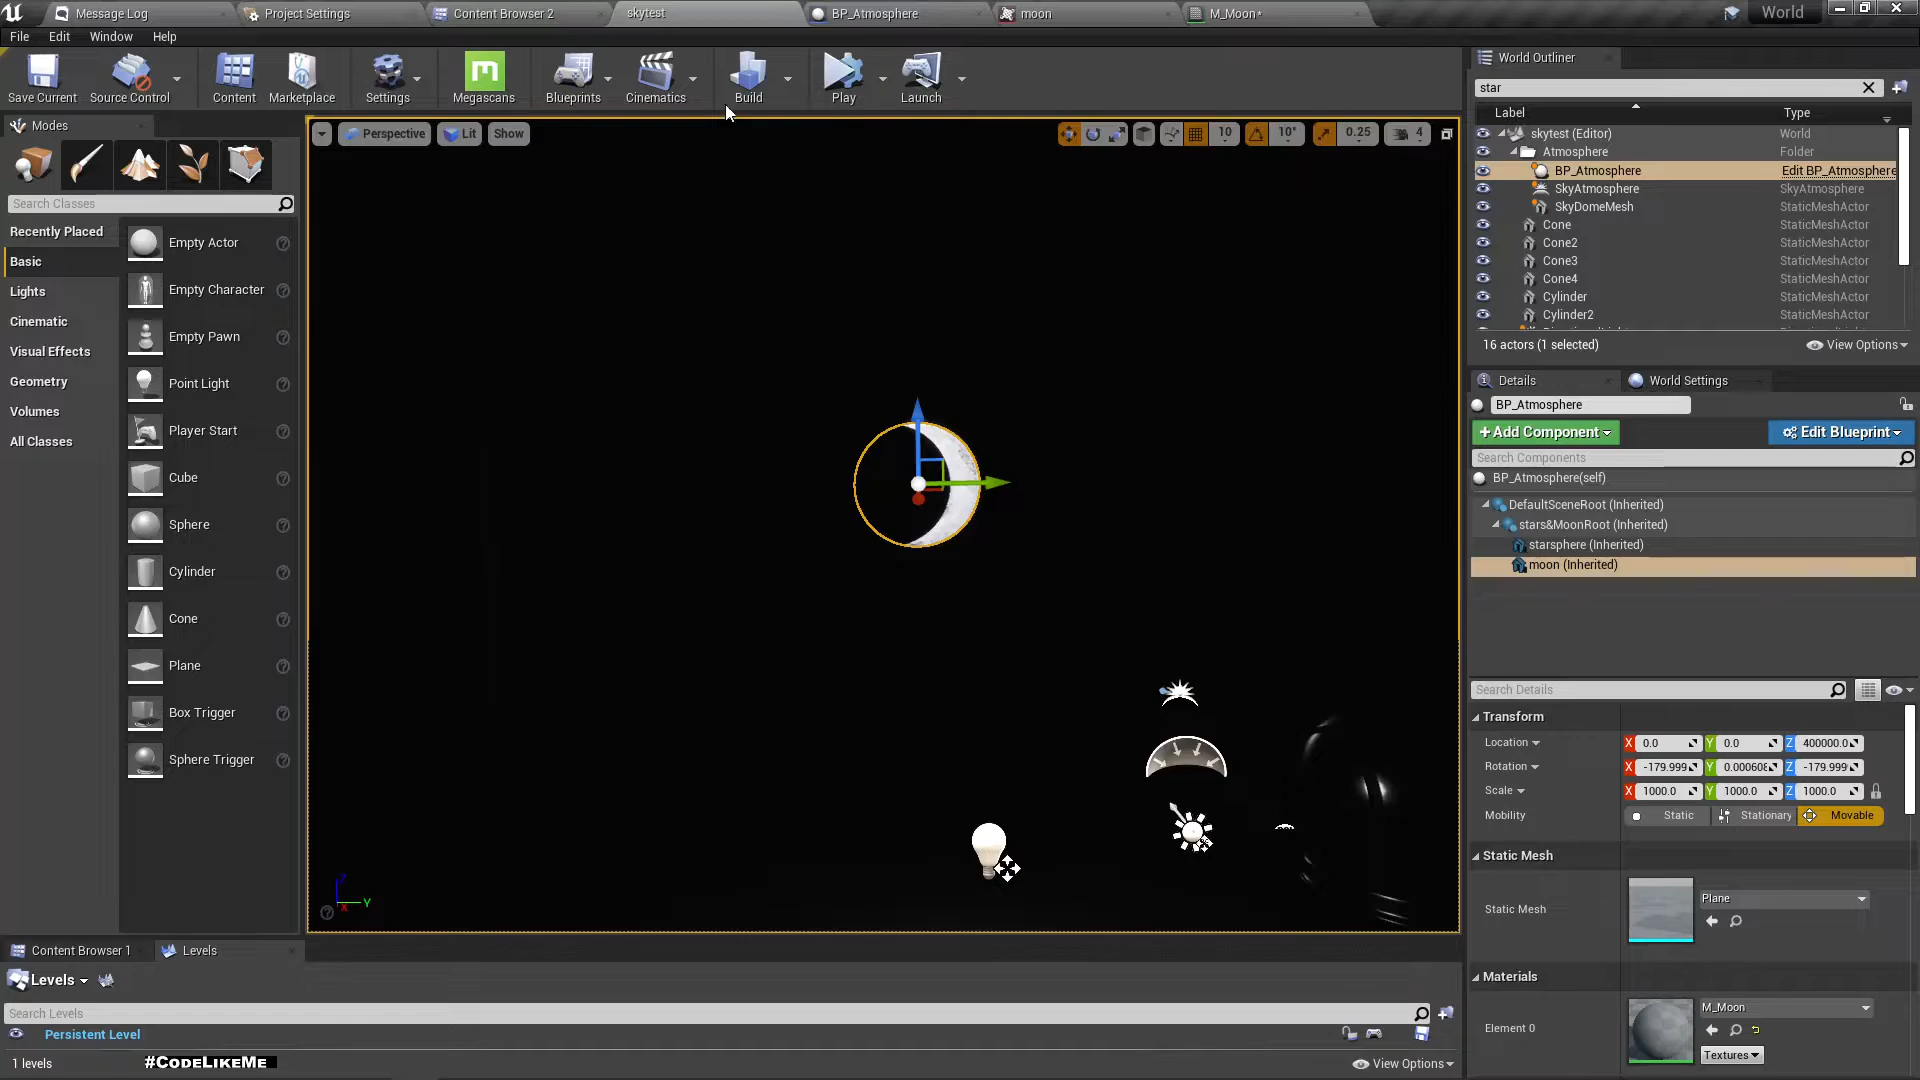 Message Log
Project Settings
Content Browser 2
skytest
BP_Atmosphere
moon
M_Moon*
World
File Edit Window Help
Save Current
Source Control
Content
Marketplace
Settings
Megascans
Blueprints
Cinematics
Build
Play
Launch
Modes
Search Classes
Recently Placed
Basic
Lights
Cinematic
Visual Effects
Geometry
Volumes
All Classes
Empty Actor
Empty Character
Empty Pawn
Point Light
Player Start
Cube
Sphere
Cylinder
Cone
Plane
Box Trigger
Sphere Trigger
Perspective
Lit
Show
10
10°
0.25
4
Z
Y
X
World Outliner
star
Label Type
skytest (Editor) World
Atmosphere Folder
BP_Atmosphere Edit BP_Atmosphere
SkyAtmosphere SkyAtmosphere
SkyDomeMesh StaticMeshActor
Cone StaticMeshActor
Cone2 StaticMeshActor
Cone3 StaticMeshActor
Cone4 StaticMeshActor
Cylinder StaticMeshActor
Cylinder2 StaticMeshActor
16 actors (1 selected)
View Options
Details
World Settings
BP_Atmosphere
+Add Component
Edit Blueprint
Search Components
BP_Atmosphere(self)
DefaultSceneRoot (Inherited)
stars&MoonRoot (Inherited)
starsphere (Inherited)
moon (Inherited)
Search Details
Transform
Location X 0.0 Y 0.0 Z 400000.0
Rotation X -179.999 Y 0.000608 Z -179.999
Scale X 1000.0 Y 1000.0 Z 1000.0
Mobility Static Stationary Movable
Static Mesh
Static Mesh
Plane
Materials
Element 0
M_Moon
Textures
Content Browser 1
Levels
Levels
Search Levels
Persistent Level
1 levels
#CodeLikeMe
View Options